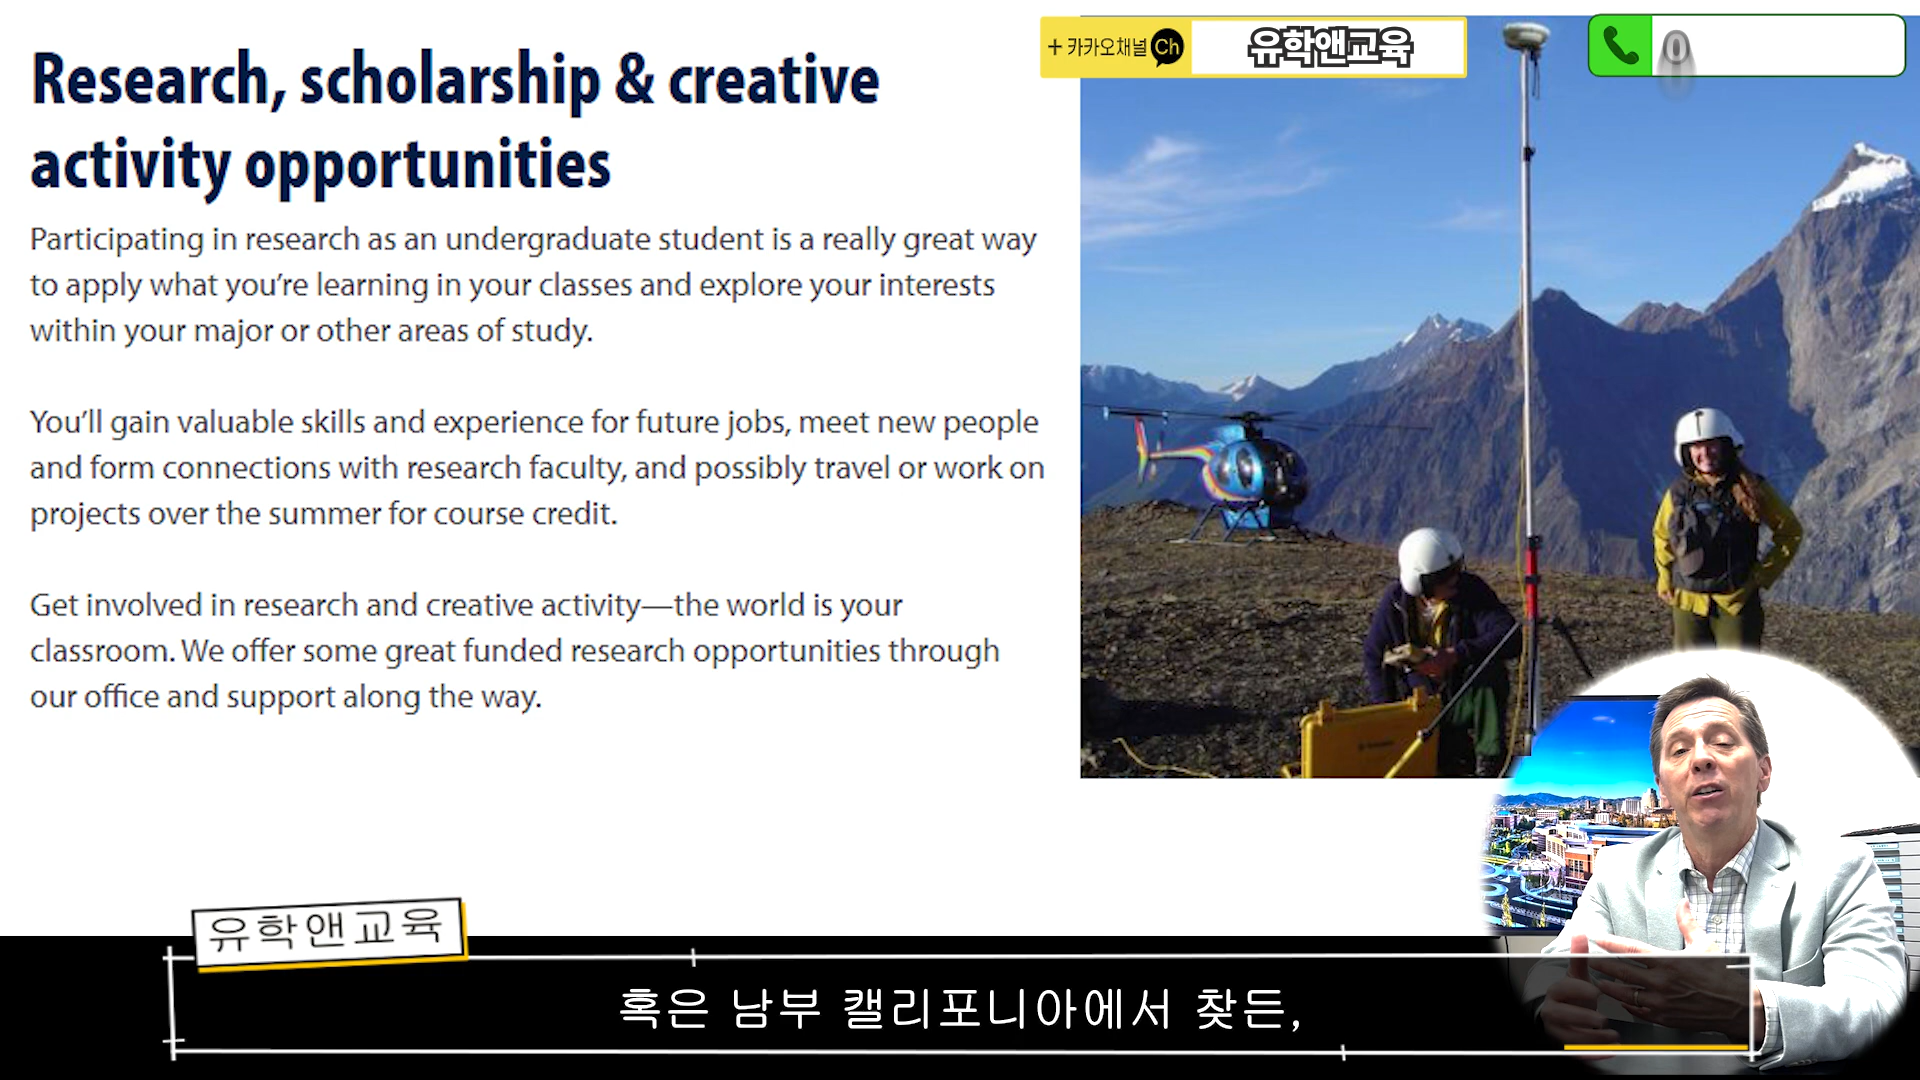 Research, scholarship & creative
activity opportunities
+ 카카오채널 Ch
유학앤교육
0
Participating in research as an undergraduate student is a really great way
to apply what you’re learning in your classes and explore your interests
within your major or other areas of study.
You’ll gain valuable skills and experience for future jobs, meet new people
and form connections with research faculty, and possibly travel or work on
projects over the summer for course credit.
Get involved in research and creative activity—the world is your
classroom. We offer some great funded research opportunities through
our office and support along the way.
유학앤교육
혹은 남부 캘리포니아에서 찾든,